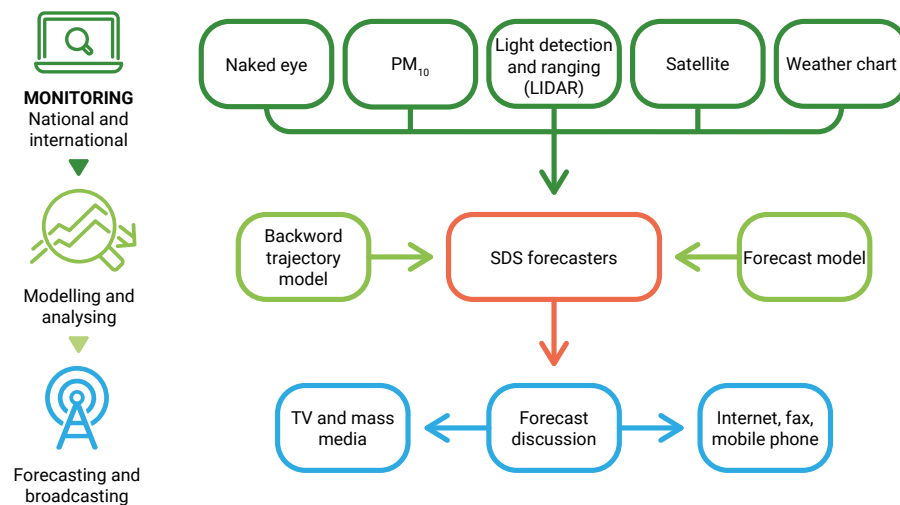 MONITORING
National and
international
Modelling and
analysing
Forecasting and
broadcasting
Naked eye
PM₁₀
Light detection
and ranging
(LIDAR)
Satellite
Weather chart
Backword
trajectory
model
SDS forecasters
Forecast model
TV and mass
media
Forecast
discussion
Internet, fax,
mobile phone